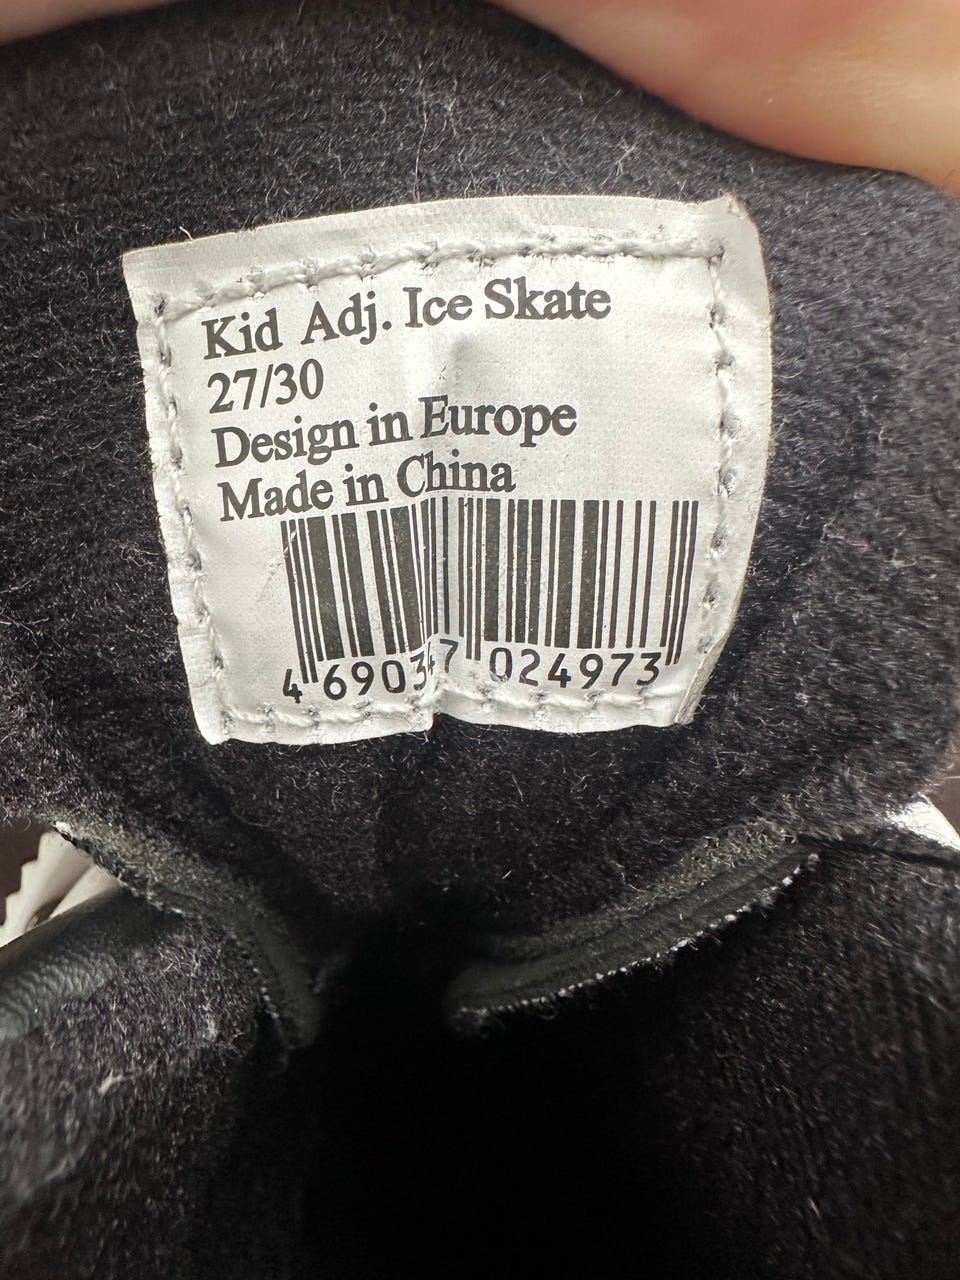 Kid Adj. Ice Skate
27/30
Design in Europe
Made in China
4 690347 024973